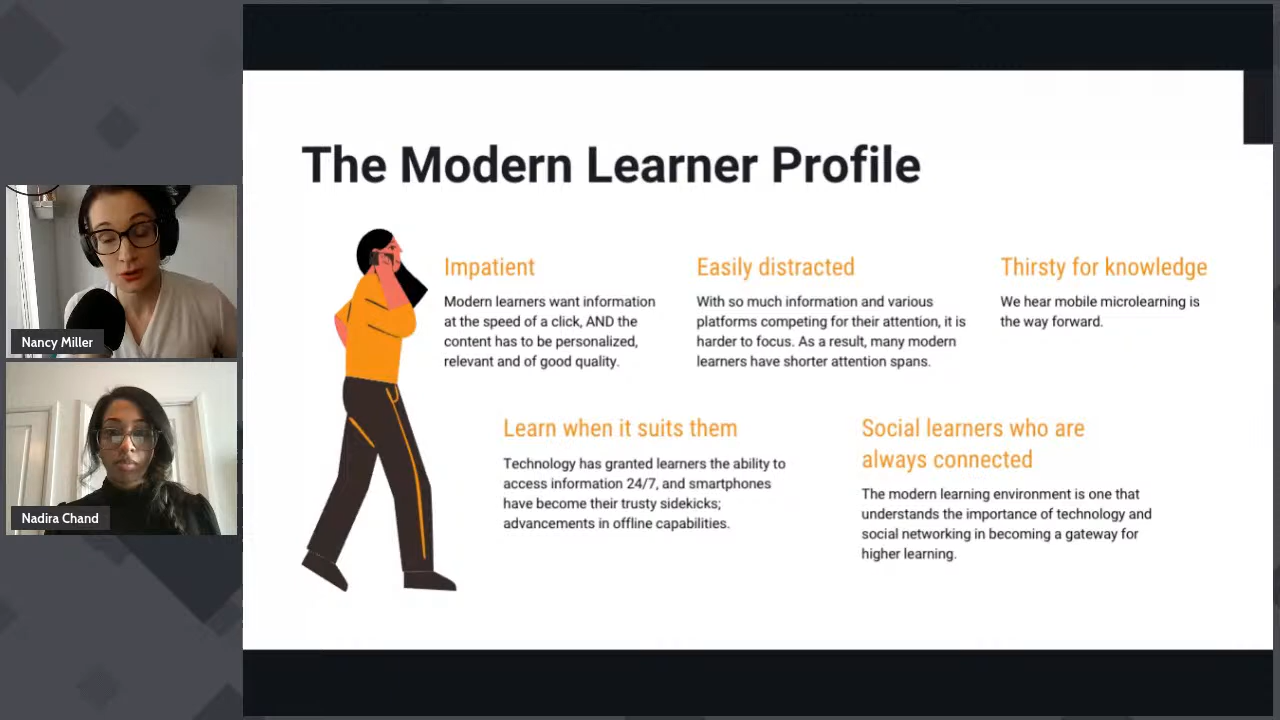 The Modern Learner Profile
Impatient
Modern learners want information
at the speed of a click, AND the
content has to be personalized,
relevant and of good quality.
Easily distracted
With so much information and various
platforms competing for their attention, it is
harder to focus. As a result, many modern
learners have shorter attention spans.
Thirsty for knowledge
We hear mobile microlearning is
the way forward.
Learn when it suits them
Technology has granted learners the ability to
access information 24/7, and smartphones
have become their trusty sidekicks;
advancements in offline capabilities.
Social learners who are
always connected
The modern learning environment is one that
understands the importance of technology and
social networking in becoming a gateway for
higher learning.
Nancy Miller
Nadira Chand